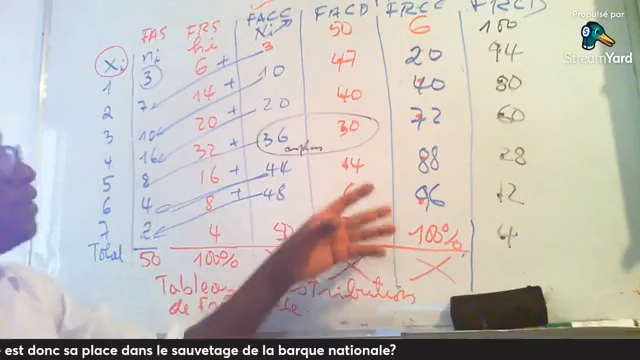 Propulsé par
StreamYard
FAS FRS FACC FACD FRCC FRCD
Xi ni hi Ni 50 6 100
1 3 6 + 3 47 20 94
2 7 14 + 10 40 40 80
3 10 20 + 20 30 72 60
4 16 32 + 36 14 88 28
5 8 16 + 44 96 12
6 4 8 + 48 100% 4
7 2 4 50
Total 50 100% X X
Tableau distribution
de
est donc sa place dans le sauvetage de la barque nationale?